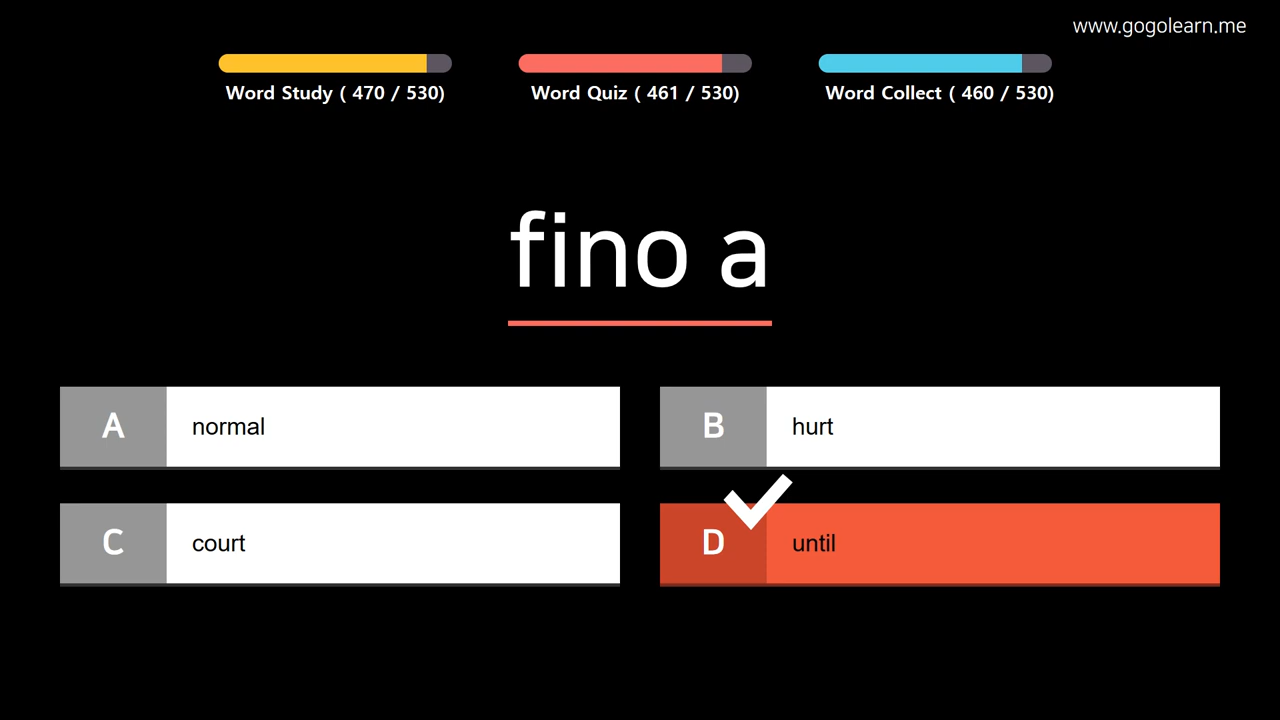 www.gogolearn.me
Word Study ( 470 / 530)
Word Quiz ( 461 / 530)
Word Collect ( 460 / 530)
fino a
A normal
B hurt
C court
D until